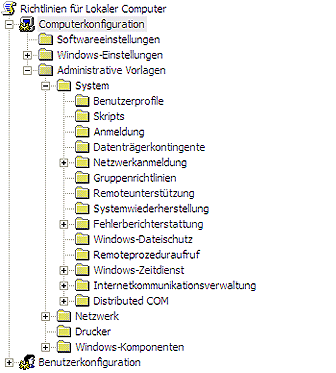 Richtlinien für Lokaler Computer
Computerkonfiguration
Softwareeinstellungen
Windows-Einstellungen
Administrative Vorlagen
System
Benutzerprofile
Skripts
Anmeldung
Datenträgerkontingente
Netzwerkanmeldung
Gruppenrichtlinien
Remoteunterstützung
Systemwiederherstellung
Fehlerberichterstattung
Windows-Dateischutz
Remoteprozeduraufruf
Windows-Zeitdienst
Internetkommunikationsverwaltung
Distributed COM
Netzwerk
Drucker
Windows-Komponenten
Benutzerkonfiguration